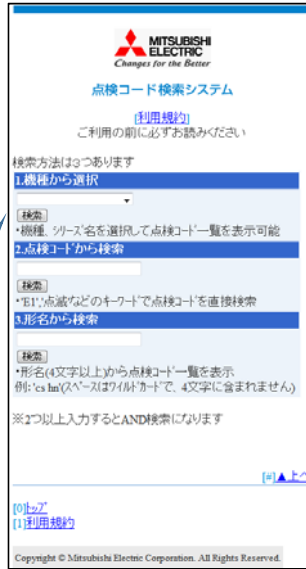 MITSUBISHI
ELECTRIC
Changes for the Better
点検コード検索システム
[利用規約]
ご利用の前に必ずお読みください
検索方法は3つあります
1.機種から選択
検索
・機種、ｼﾘｰｽﾞ名を選択して点検ｺｰﾄﾞ一覧を表示可能
2.点検ｺｰﾄﾞから検索
検索
・'E1','点滅'などのｷｰﾜｰﾄﾞで点検ｺｰﾄﾞを直接検索
3.形名から検索
検索
・形名(4文字以上)から点検ｺｰﾄﾞ一覧を表示
例:'cs hn'(ｽﾍﾟｰｽはﾜｲﾙﾄﾞｶｰﾄﾞで、4文字に含まれません)
※2つ以上入力するとAND検索になります
[#]▲上へ
[0]ﾄｯﾌﾟ
[1]利用規約
Copyright © Mitsubishi Electric Corporation. All Rights Reserved.